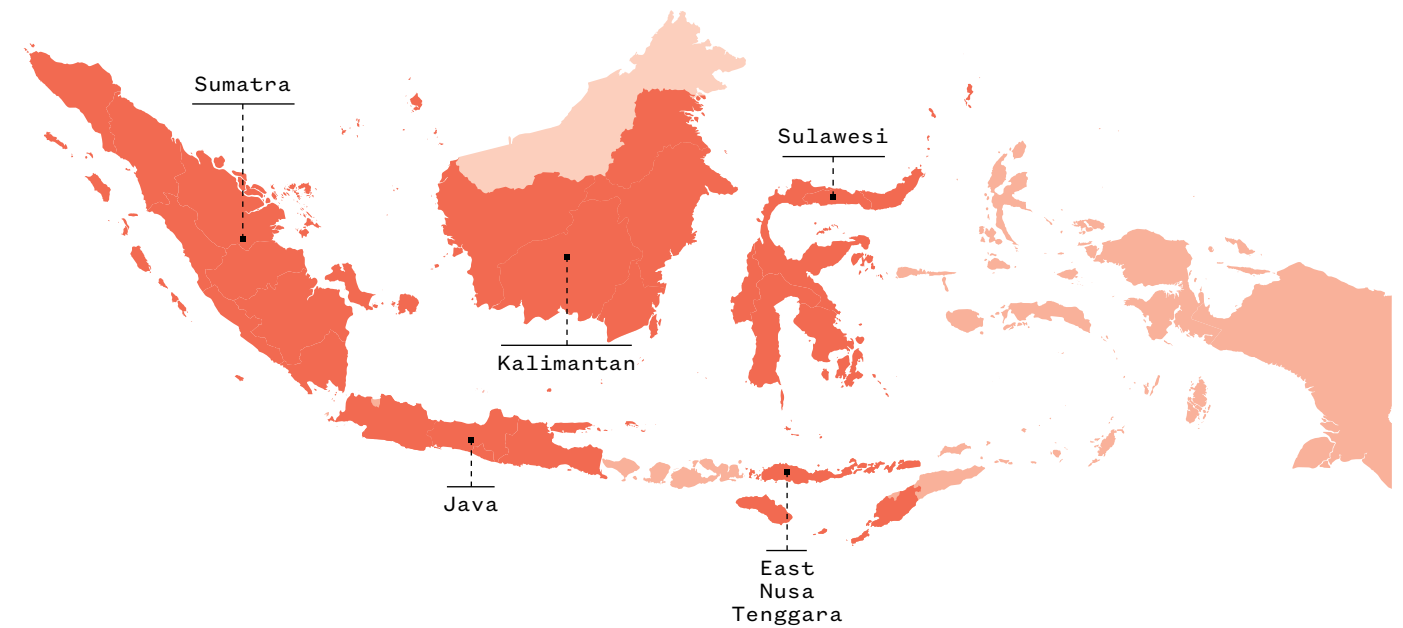 Sumatra
Sulawesi
Kalimantan
Java
East
Nusa
Tenggara